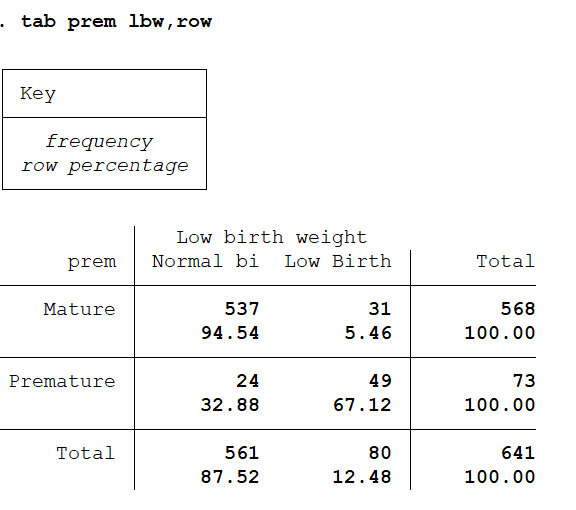 . tab prem lbw,row
Key
frequency
row percentage
Low birth weight
prem Normal bi Low Birth Total
Mature 537 31 568
94.54 5.46 100.00
Premature 24 49 73
32.88 67.12 100.00
Total 561 80 641
87.52 12.48 100.00